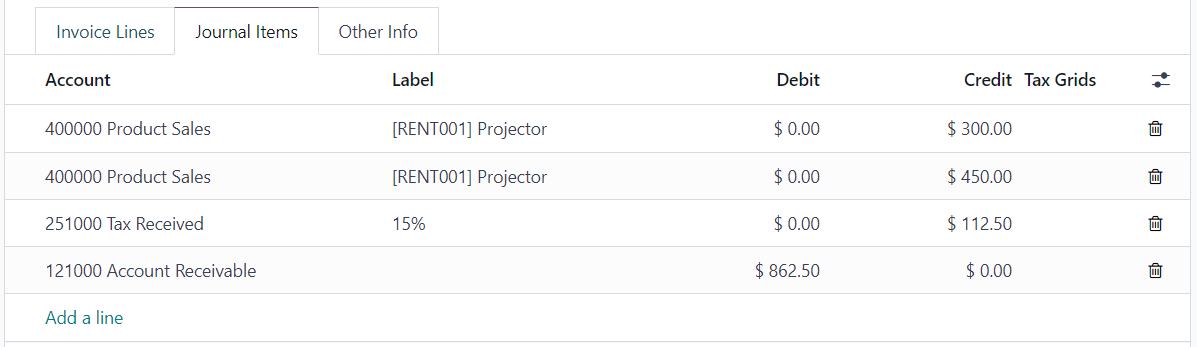 Invoice Lines Journal Items Other Info
Account Label Debit Credit Tax Grids
400000 Product Sales [RENT001] Projector $ 0.00 $ 300.00
400000 Product Sales [RENT001] Projector $ 0.00 $ 450.00
251000 Tax Received 15% $ 0.00 $ 112.50
121000 Account Receivable $ 862.50 $ 0.00
Add a line